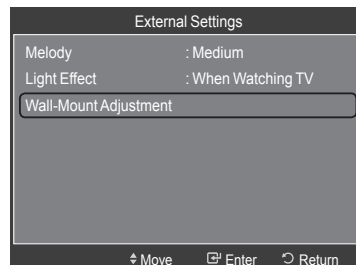 External Settings
Melody : Medium
Light Effect : When Watching TV
Wall-Mount Adjustment
Move Enter Return